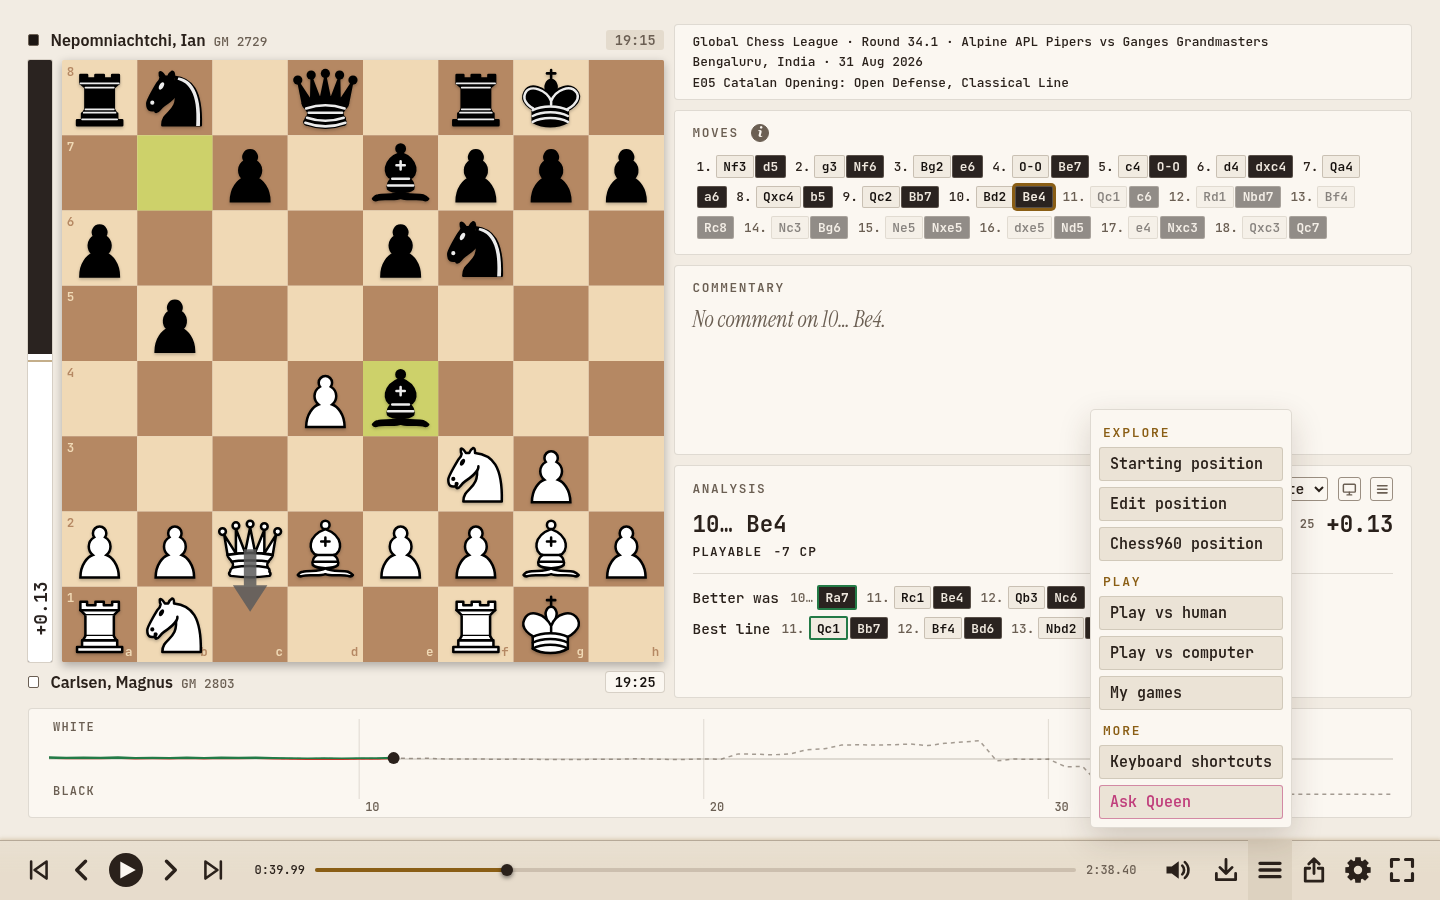 Nepomniachtchi, Ian GM 2729 19:15
8
7
6
5
4
3
2
1
a b c d e f g h
+0.13
Carlsen, Magnus GM 2803 19:25
Global Chess League · Round 34.1 · Alpine APL Pipers vs Ganges Grandmasters
Bengaluru, India · 31 Aug 2026
E05 Catalan Opening: Open Defense, Classical Line
MOVES i
1. Nf3 d5 2. g3 Nf6 3. Bg2 e6 4. O-O Be7 5. c4 O-O 6. d4 dxc4 7. Qa4
a6 8. Qxc4 b5 9. Qc2 Bb7 10. Bd2 Be4 11. Qc1 c6 12. Rd1 Nbd7 13. Bf4
Rc8 14. Nc3 Bg6 15. Ne5 Nxe5 16. dxe5 Nd5 17. e4 Nxc3 18. Qxc3 Qc7
COMMENTARY
No comment on 10... Be4.
ANALYSIS
10… Be4 25 +0.13
PLAYABLE -7 CP
Better was 10… Ra7 11. Rc1 Be4 12. Qb3 Nc6
Best line 11. Qc1 Bb7 12. Bf4 Bd6 13. Nbd2
EXPLORE
Starting position
Edit position
Chess960 position
PLAY
Play vs human
Play vs computer
My games
MORE
Keyboard shortcuts
Ask Queen
WHITE
BLACK
10 20 30
0:39.99 2:38.40